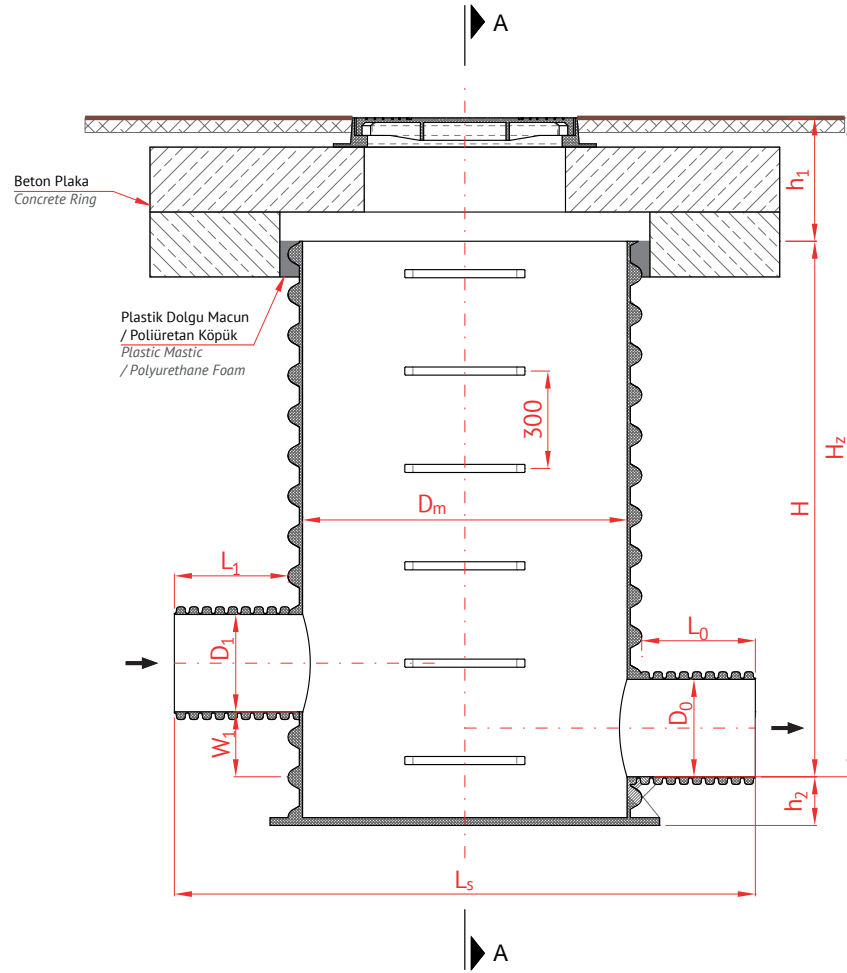 A
Beton Plaka
Concrete Ring
h₁
Plastik Dolgu Macun
/ Poliüretan Köpük
Plastic Mastic
/ Polyurethane Foam
300
Hz
H
Dm
L₁
L₀
D₁
D₀
W₁
h₂
Ls
A